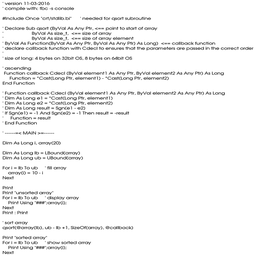 ' version 11-03-2016
' compile with: fbc -s console

#Include Once "crt/stdlib.bi"      ' needed for qsort subroutine

' Declare Sub qsort (ByVal As Any Ptr, <== point to start of array
'                    ByVal As size_t,  <== size of array
'                    ByVal As size_t,  <== size of array element
'  ByVal As Function(ByVal As Any Ptr, ByVal As Any Ptr) As Long)  <== callback function
' declare callback function with Cdecl to ensures that the parameters are passed in the correct order
'
' size of long: 4 bytes on 32bit OS, 8 bytes on 64bit OS

' ascending
Function callback Cdecl (ByVal element1 As Any Ptr, ByVal element2 As Any Ptr) As Long
    Function = *Cast(Long Ptr, element1) - *Cast(Long Ptr, element2)
End Function

' Function callback Cdecl (ByVal element1 As Any Ptr, ByVal element2 As Any Ptr) As Long
' Dim As Long e1 = *Cast(Long Ptr, element1)
' Dim As Long e2 = *Cast(Long Ptr, element2)
' Dim As Long result = Sgn(e1 - e2)
' If Sgn(e1) = -1 And Sgn(e2) = -1 Then result = -result
'     Function = result
' End Function

' ------=< MAIN >=------

Dim As Long i, array(20)

Dim As Long lb = LBound(array)
Dim As Long ub = UBound(array)

For i = lb To ub     ' fill array
    array(i) = 10 - i
Next

Print
Print "unsorted array"
For i = lb To ub     ' display array
    Print Using "###";array(i);
Next
Print : Print

' sort array
qsort(@array(lb), ub - lb +1, SizeOf(array), @callback)

Print "sorted array"
For i = lb To ub     ' show sorted array
    Print Using "###";array(i);
Next